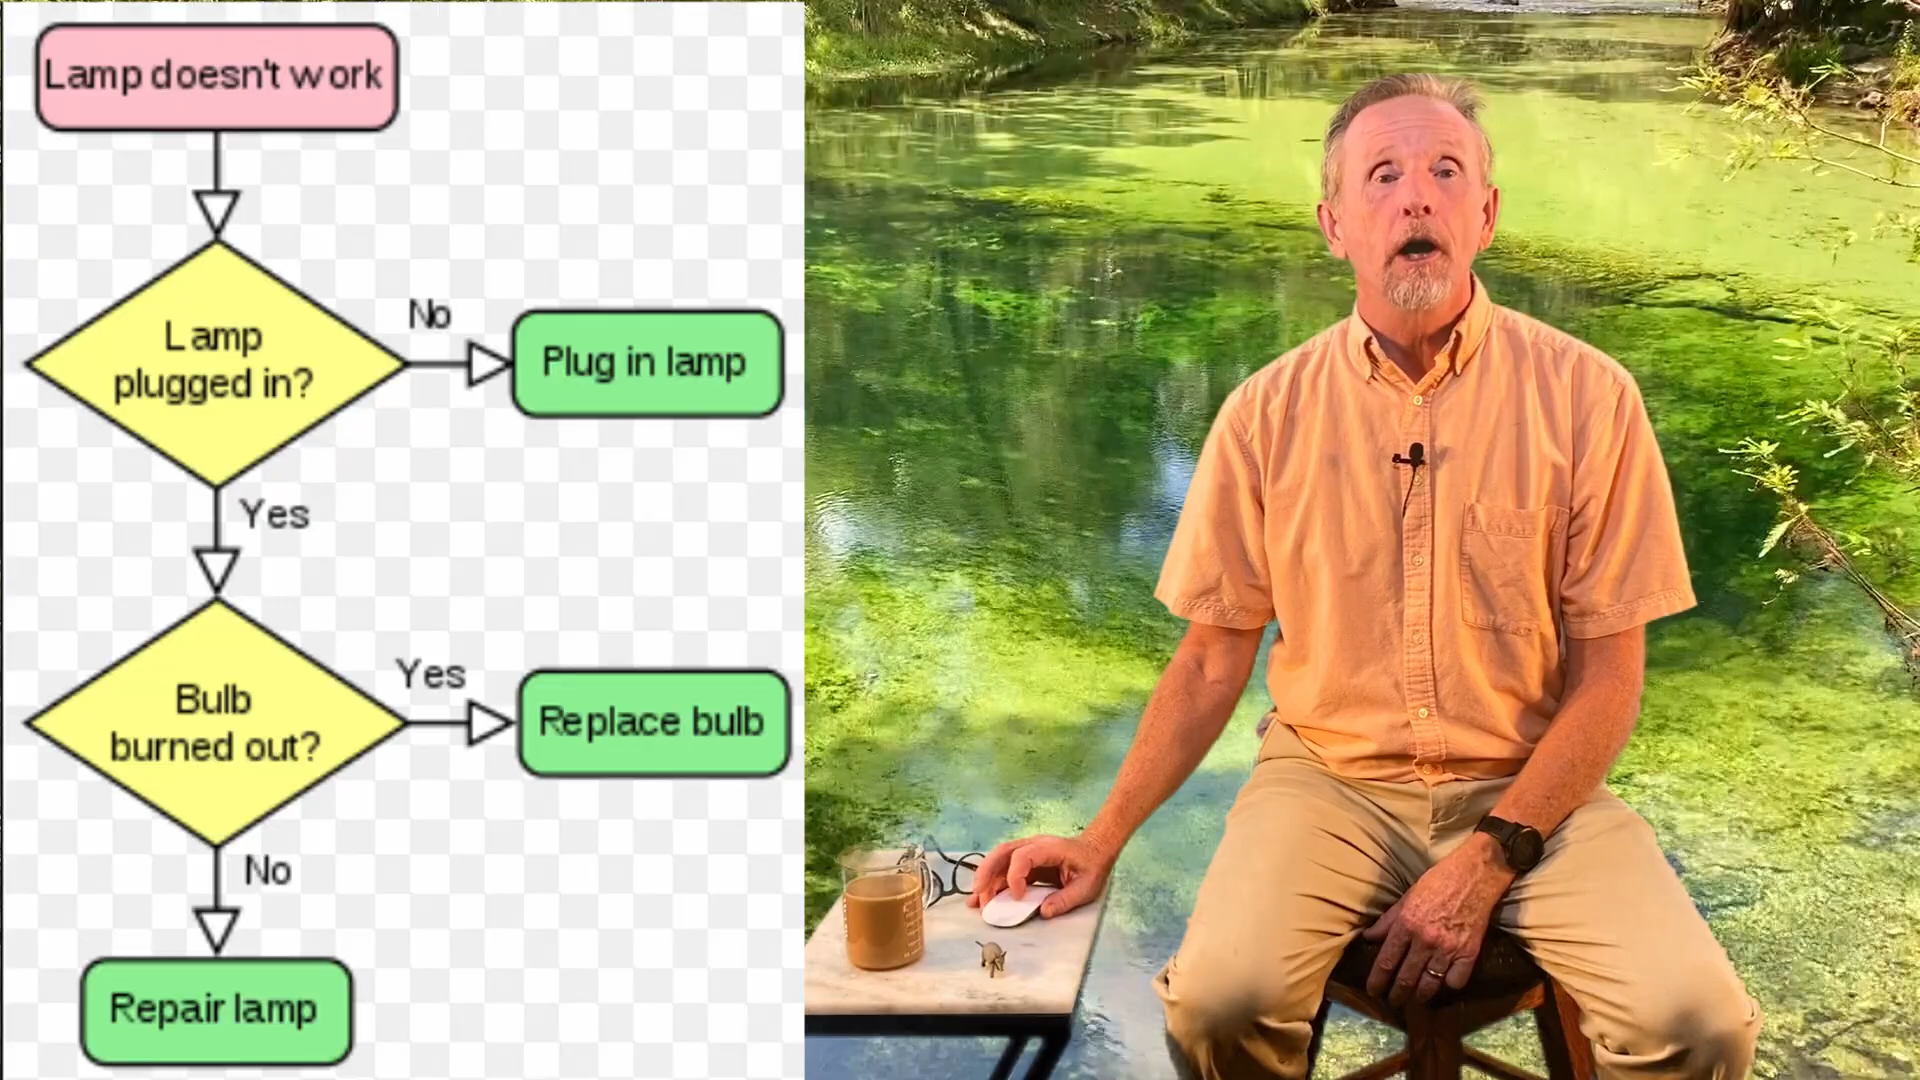 Lamp doesn't work
Lamp
plugged in?
No
Plug in lamp
Yes
Bulb
burned out?
Yes
Replace bulb
No
Repair lamp